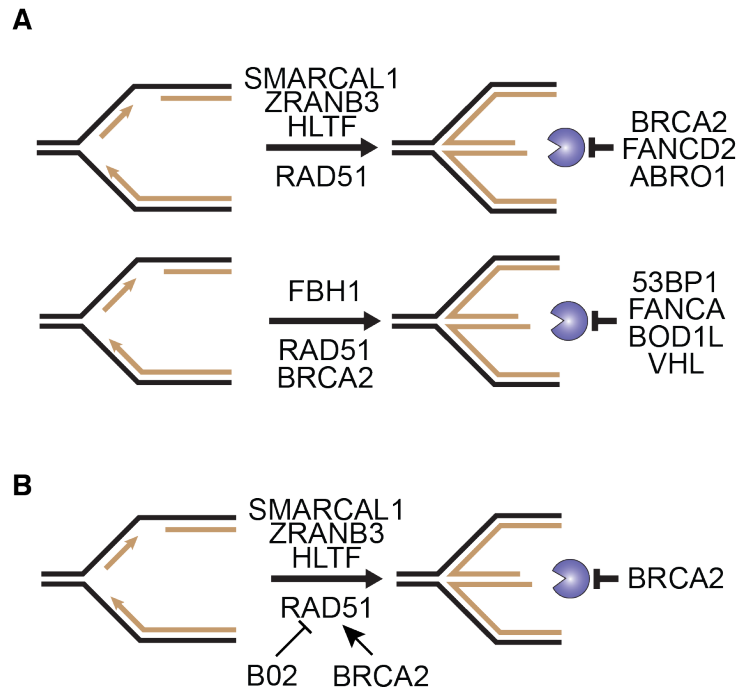 A
SMARCAL1
ZRANB3
HLTF
RAD51
BRCA2
FANCD2
ABRO1
FBH1
RAD51
BRCA2
53BP1
FANCA
BOD1L
VHL
B
SMARCAL1
ZRANB3
HLTF
RAD51
B02
BRCA2
BRCA2